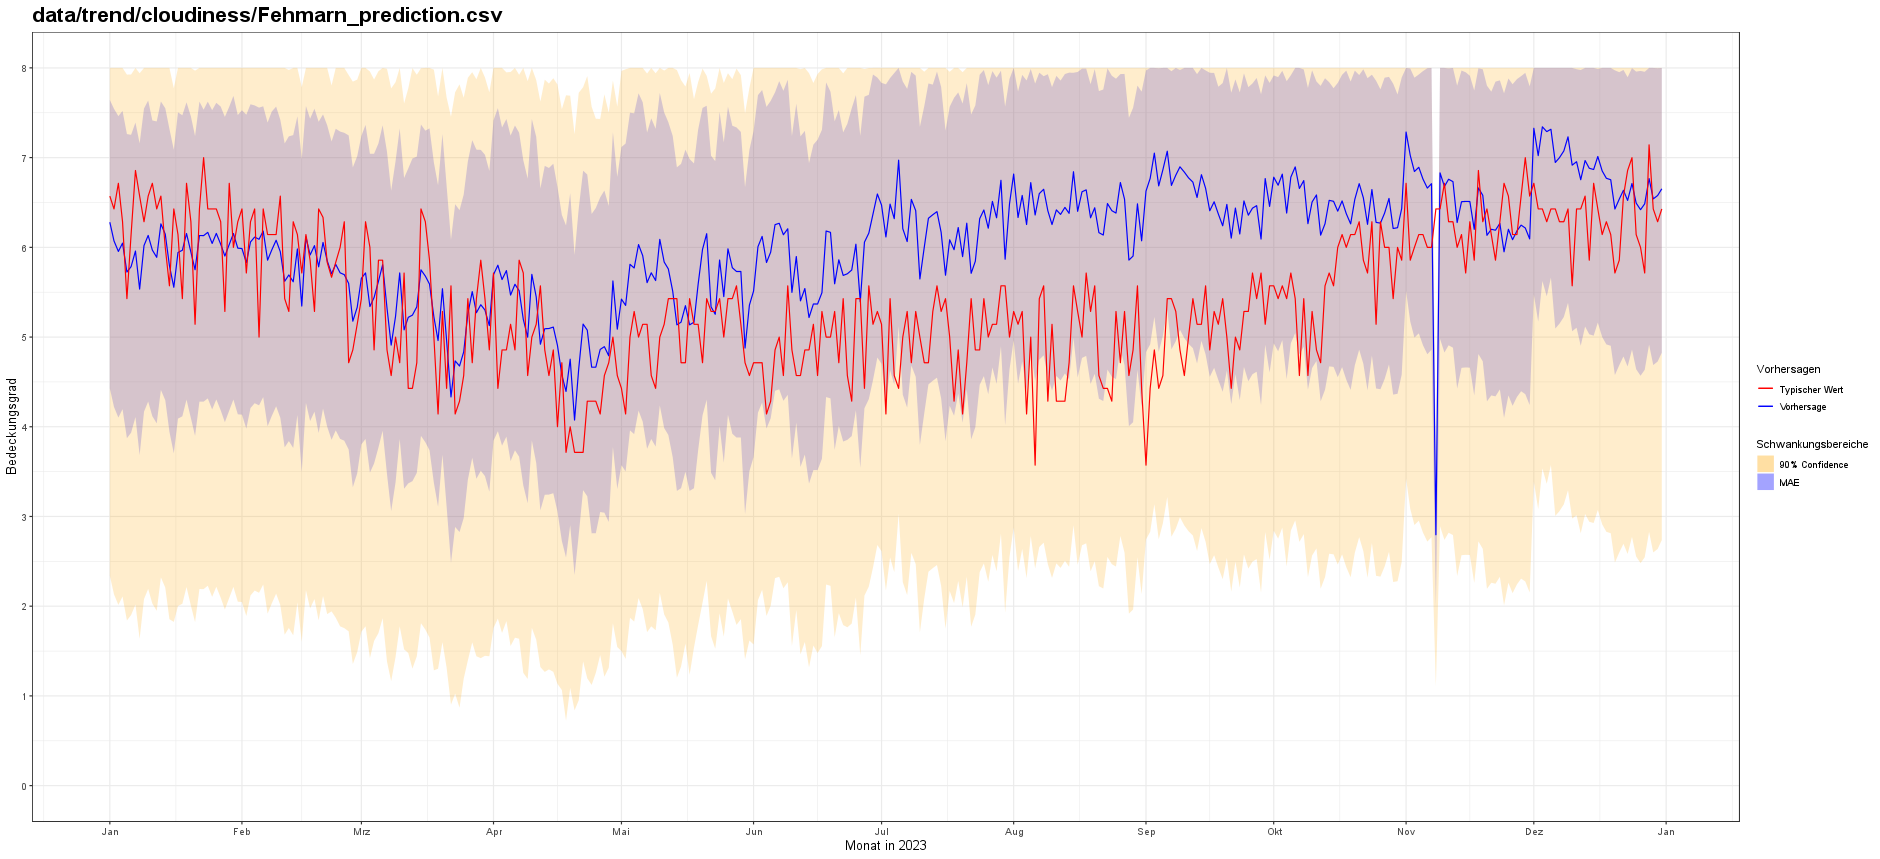 data/trend/cloudiness/Fehmarn_prediction.csv
8
7
6
5
4
3
2
1
0
Bedeckungsgrad
Jan Feb Mrz Apr Mai Jun Jul Aug Sep Okt Nov Dez Jan
Monat in 2023
Vorhersagen
Typischer Wert
Vorhersage
Schwankungsbereiche
90% Confidence
MAE